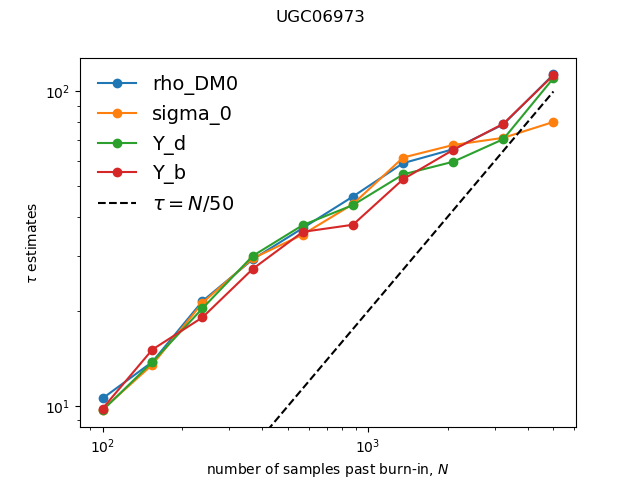 UGC06973
rho_DM0
sigma_0
Y_d
Y_b
τ = N/50
τ estimates
10²
10¹
10²
10³
number of samples past burn-in, N